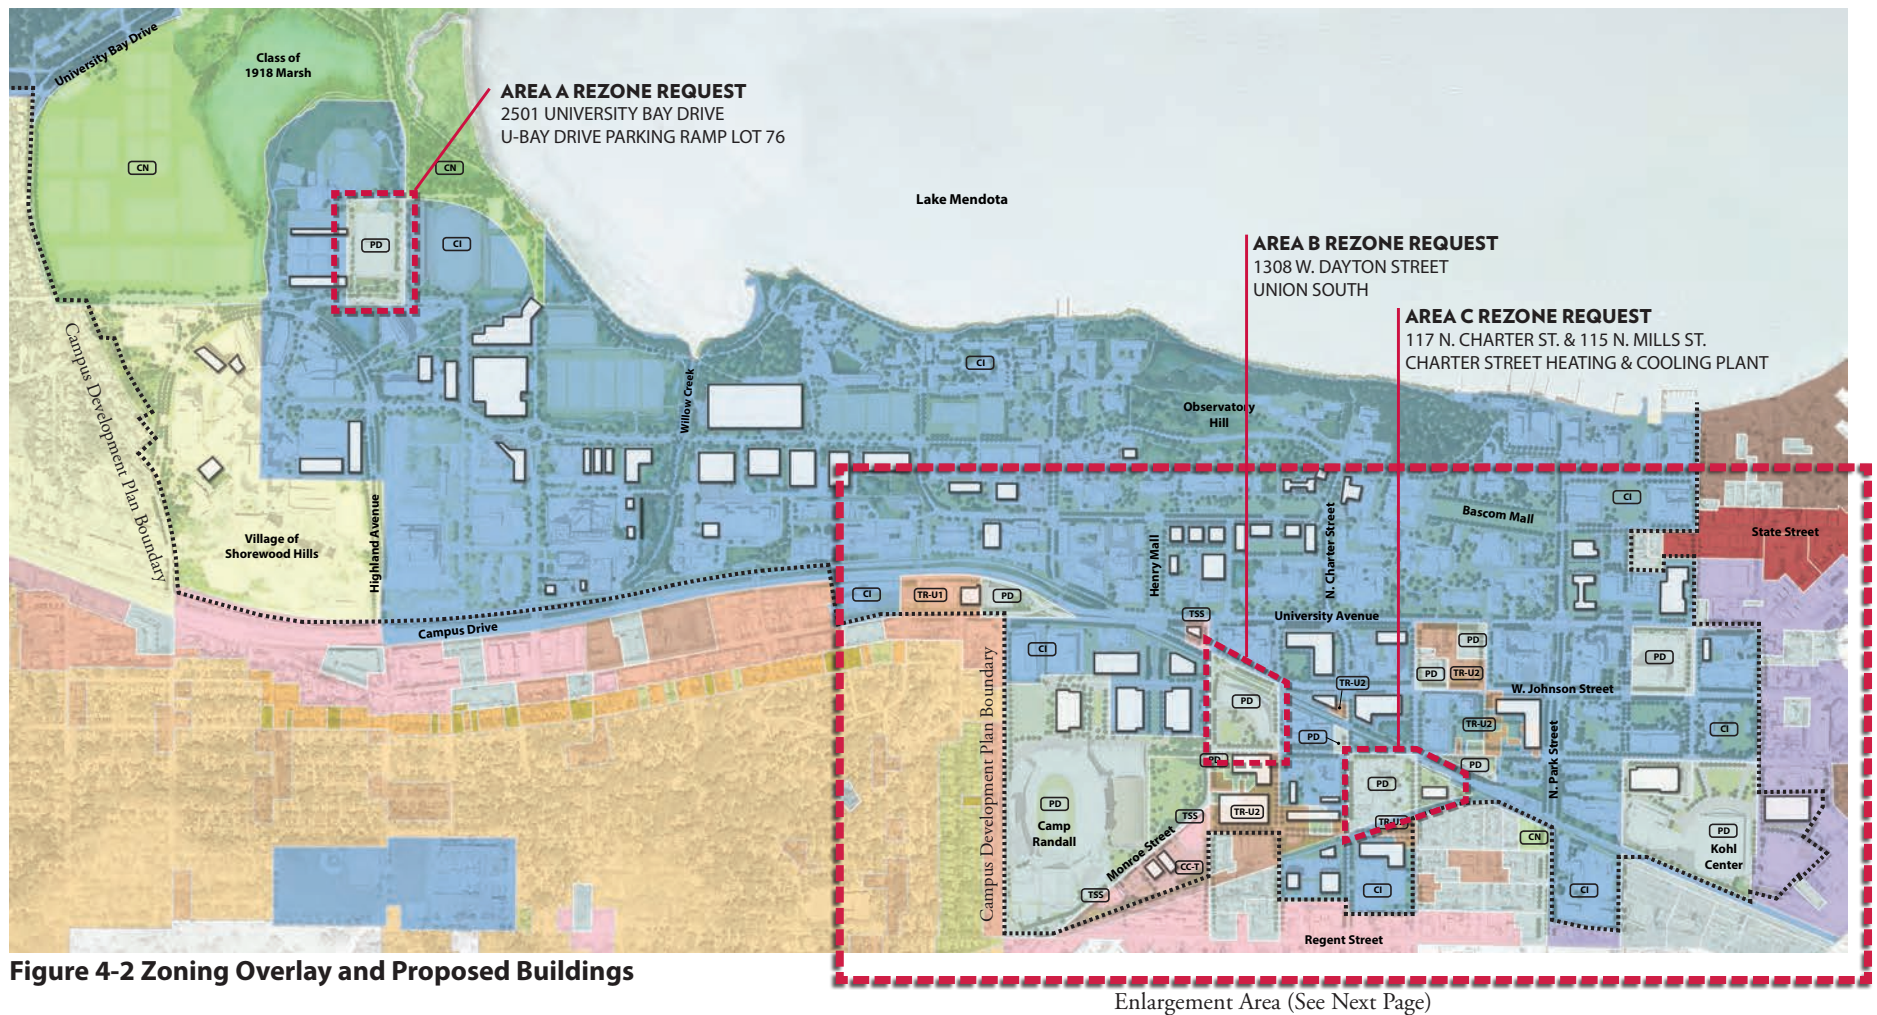 University Bay Drive
Class of
1918 Marsh
AREA A REZONE REQUEST
2501 UNIVERSITY BAY DRIVE
U-BAY DRIVE PARKING RAMP LOT 76
CN
CN
Lake Mendota
PD
CI
AREA B REZONE REQUEST
1308 W. DAYTON STREET
UNION SOUTH
AREA C REZONE REQUEST
117 N. CHARTER ST. & 115 N. MILLS ST.
CHARTER STREET HEATING & COOLING PLANT
Campus Development Plan Boundary
Willow Creek
CI
Observatory
Hill
Highland Avenue
Village of
Shorewood Hills
CI
Bascom Mall
State Street
Henry Mall
N. Charter Street
CI
TR-U1
PD
TSS
University Avenue
Campus Drive
CI
PD
PD
PD
TR-U2
TR-U2
W. Johnson Street
PD
TR-U2
CI
PD
PD
PD
N. Park Street
Campus Development Plan Boundary
PD
PD
Camp
Randall
TSS
TR-U2
CN
PD
Kohl
Center
Monroe Street
CC-T
TSS
CI
CI
Regent Street
Figure 4-2 Zoning Overlay and Proposed Buildings
Enlargement Area (See Next Page)